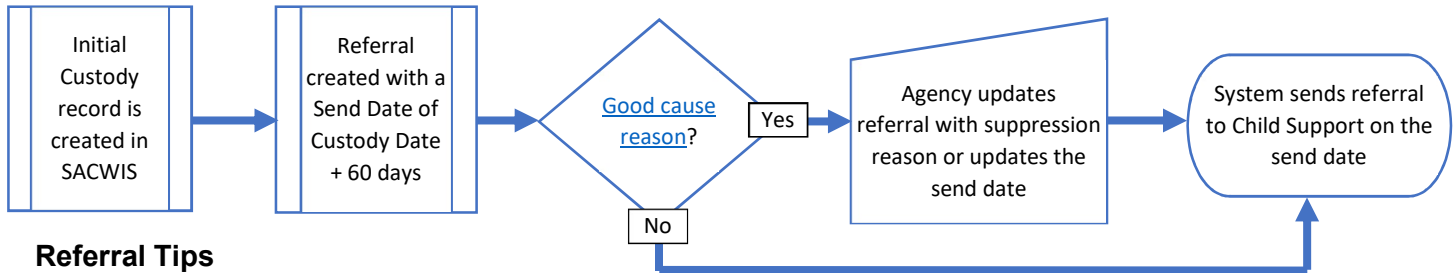 Initial
Custody
record is
created in
SACWIS
Referral
created with a
Send Date of
Custody Date
+ 60 days
Good cause
reason?
Yes
No
Agency updates
referral with suppression
reason or updates the
send date
System sends referral
to Child Support on the
send date
Referral Tips